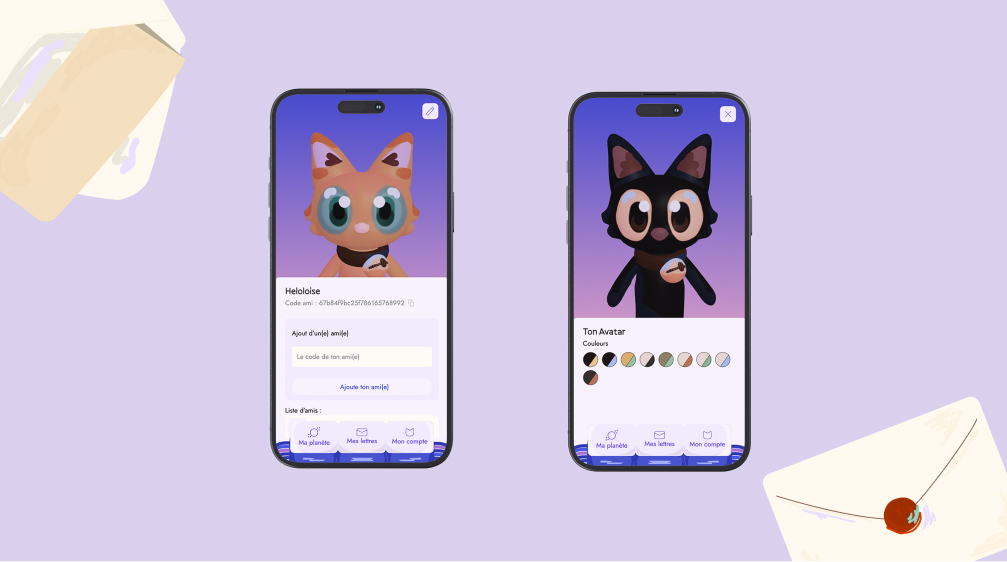 Heloloise
Code ami : 67b84f9bc25f786165768992
Ajout d'un(e) ami(e)
Le code de ton ami(e)
Ajoute ton ami(e)
Liste d'amis :
Ma planète
Mes lettres
Mon compte
Ton Avatar
Couleurs
Ma planète
Mes lettres
Mon compte